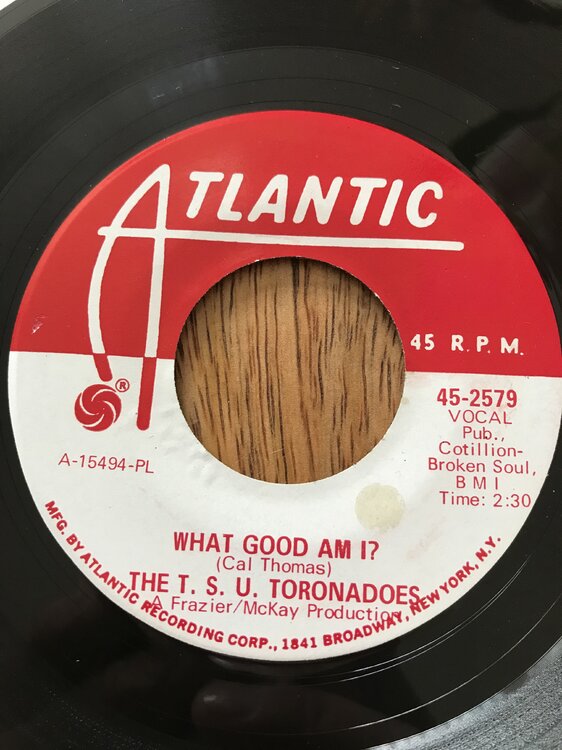 ATLANTIC
45 R.P.M.
®
A-15494-PL
45-2579
VOCAL
Pub.,
Cotillion-
Broken Soul,
BMI
Time: 2:30
WHAT GOOD AM I?
(Cal Thomas)
THE T. S. U. TORONADOES
A Frazier/McKay Production
MFG. BY ATLANTIC RECORDING CORP., 1841 BROADWAY, NEW YORK, N.Y.